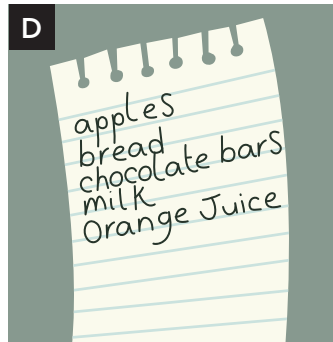 D
apples
bread
chocolate bars
milk
Orange Juice